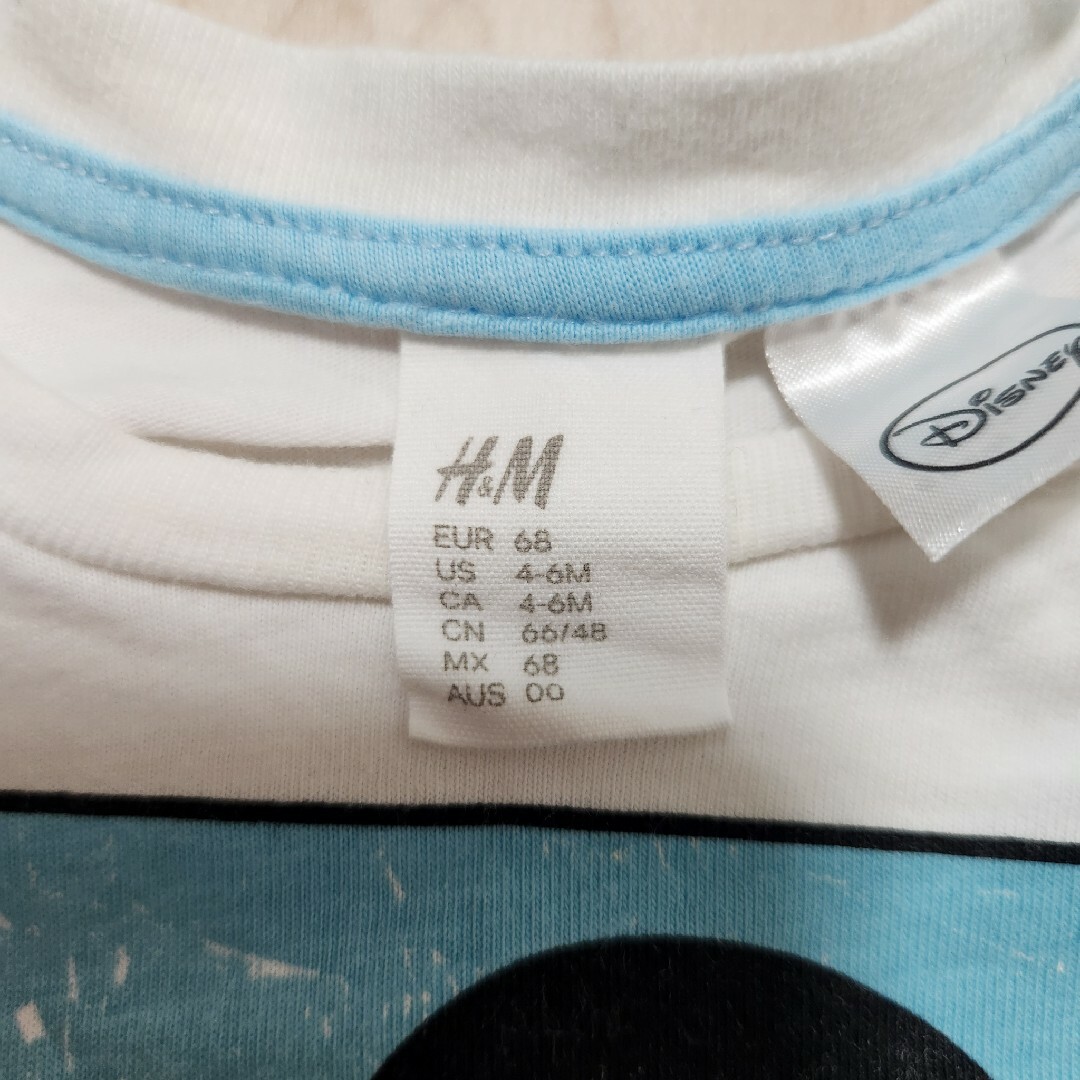 H&M
EUR 68
US 4-6M
CA 4-6M
CN 66/48
MX 68
AUS 00
DISNEY